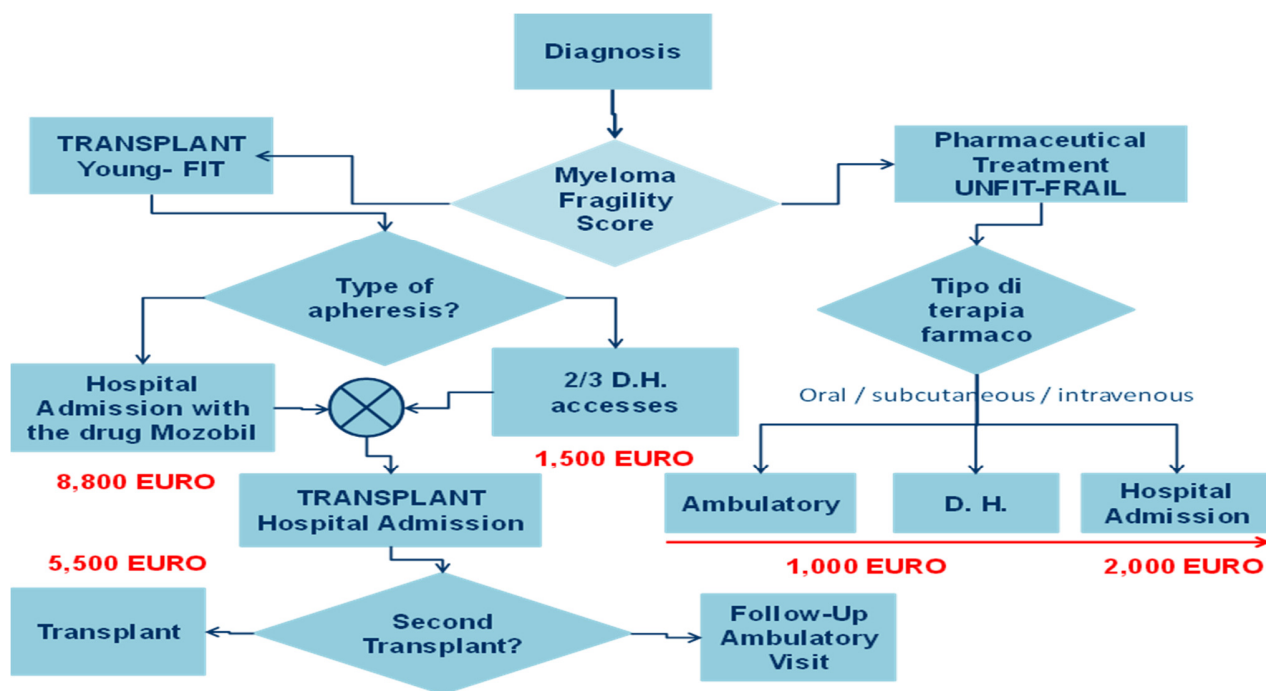 Diagnosis
TRANSPLANT
Young- FIT
Myeloma
Fragility
Score
Pharmaceutical
Treatment
UNFIT-FRAIL
Type of
apheresis?
Tipo di
terapia
farmaco
Hospital
Admission with
the drug Mozobil
2/3 D.H.
accesses
Oral / subcutaneous / intravenous
8,800 EURO
1,500 EURO
TRANSPLANT
Hospital Admission
Ambulatory
D. H.
Hospital
Admission
5,500 EURO
1,000 EURO
2,000 EURO
Transplant
Second
Transplant?
Follow-Up
Ambulatory
Visit